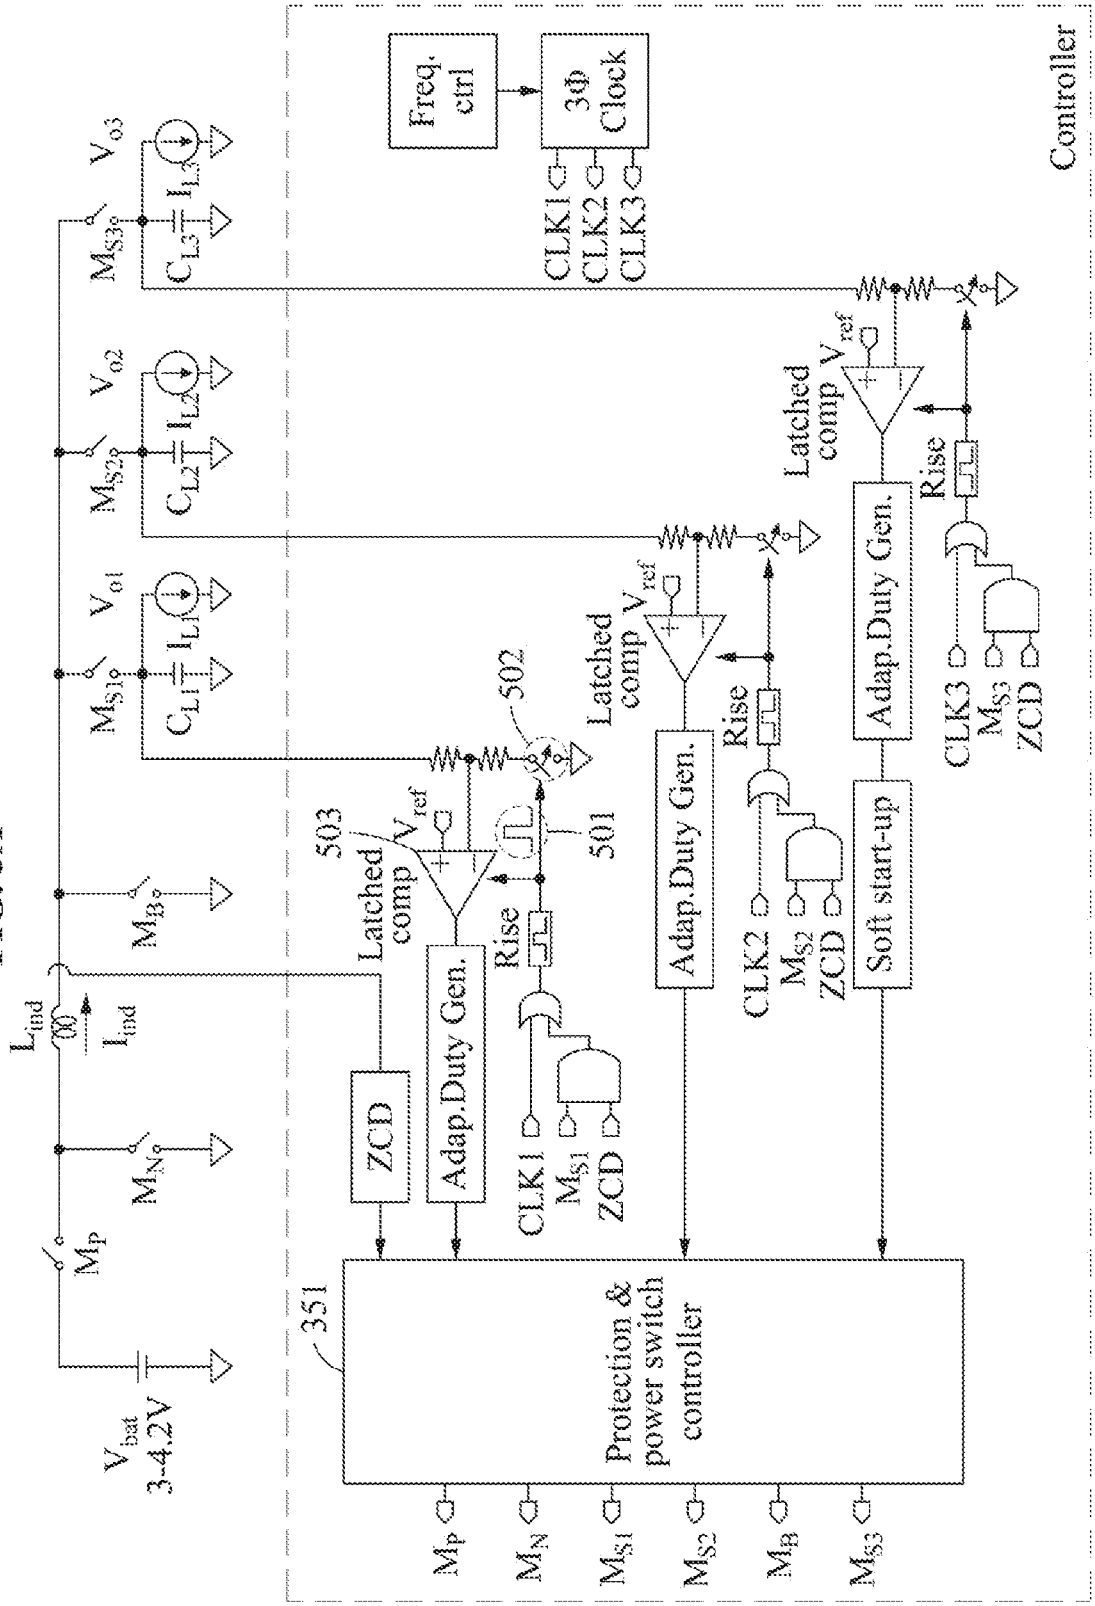 L_ind
I_ind
V_bat
3-4.2V
M_P
M_N
M_B
M_S1
V_o1
C_L1
I_L1
M_S2
V_o2
C_L2
I_L2
M_S3
V_o3
C_L3
I_L3
351
Protection &
power switch
controller
M_P
M_N
M_S1
M_S2
M_B
M_S3
ZCD
Adap.Duty Gen.
Latched
comp
503
V_ref
+
−
502
501
Rise
CLK1
M_S1
ZCD
Adap.Duty Gen.
Latched
comp
V_ref
+
−
Rise
CLK2
M_S2
ZCD
Soft start-up
Adap.Duty Gen.
Latched
comp
V_ref
+
−
Rise
CLK3
M_S3
ZCD
Freq.
ctrl
3Φ
Clock
CLK1
CLK2
CLK3
Controller